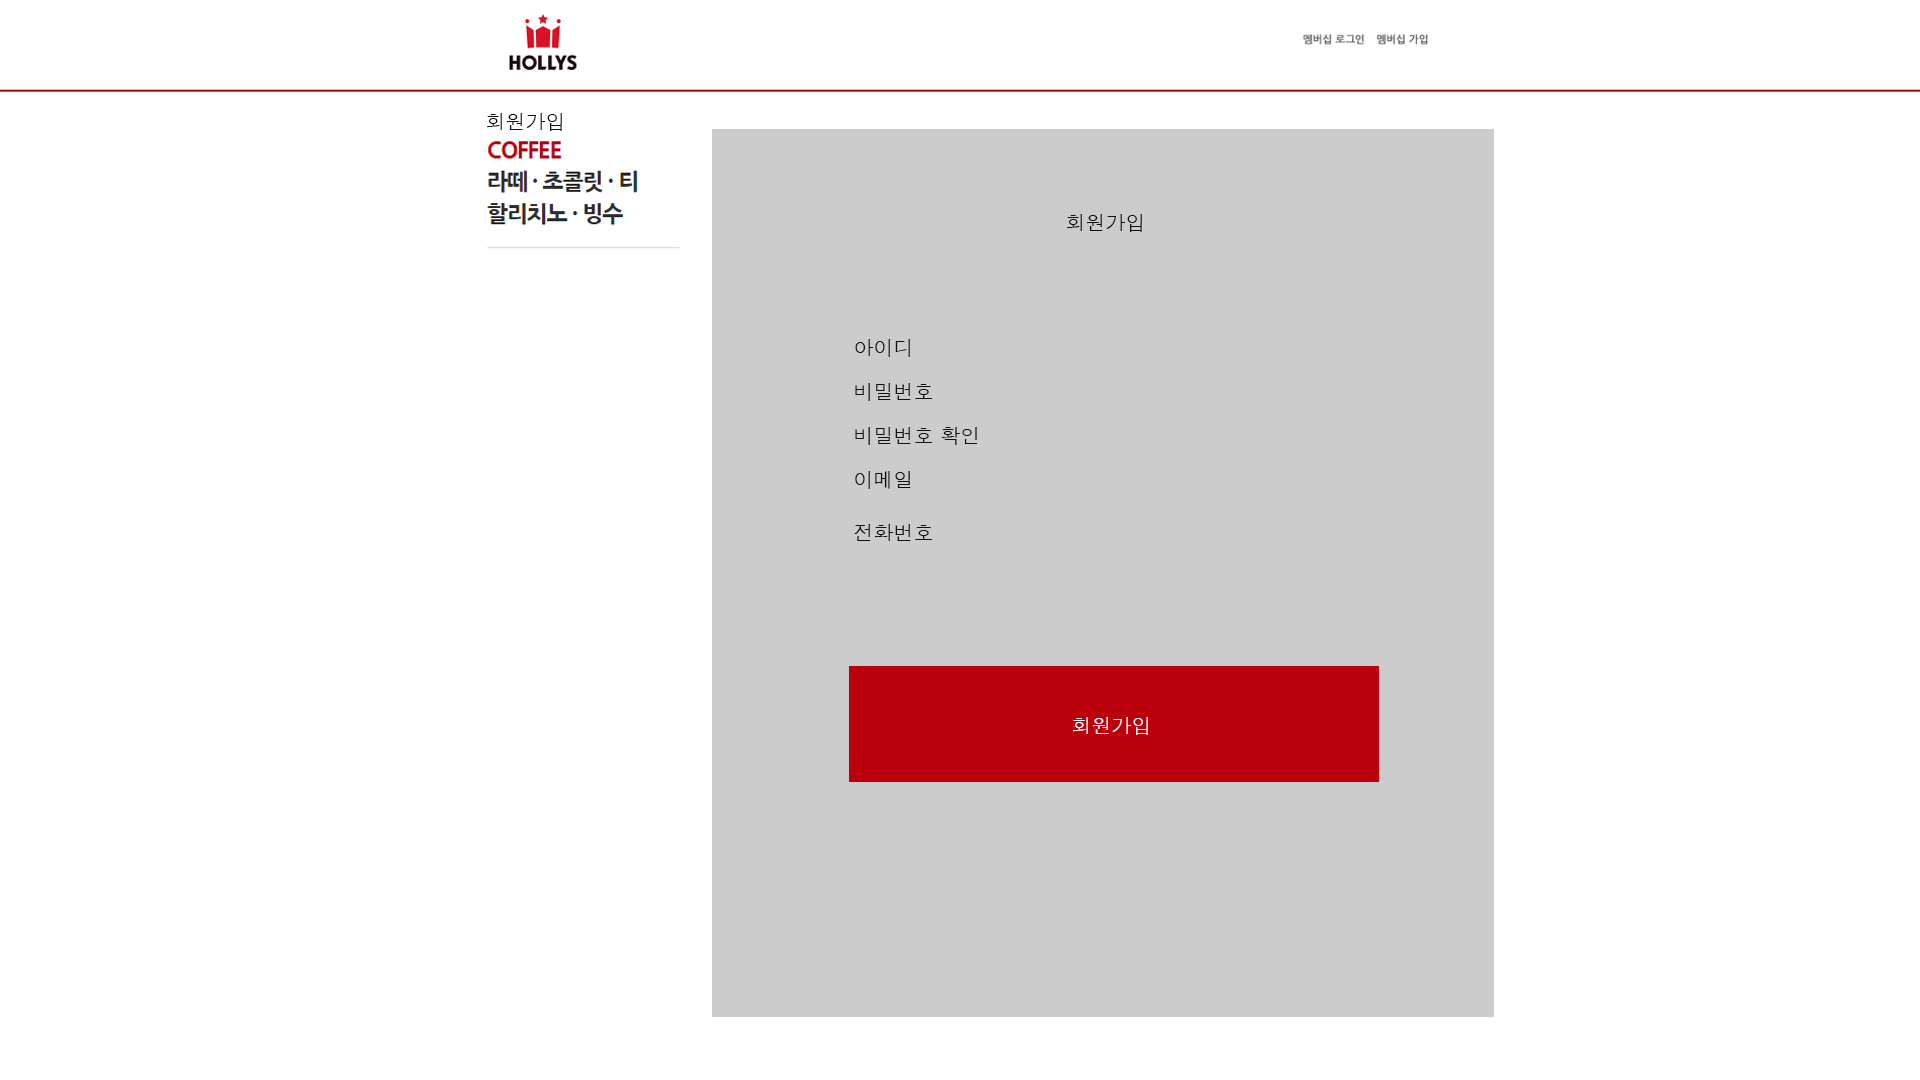 HOLLYS
멤버십 로그인 멤버십 가입
회원가입
COFFEE
라떼 · 초콜릿 · 티
할리치노 · 빙수
회원가입
아이디
비밀번호
비밀번호 확인
이메일
전화번호
회원가입